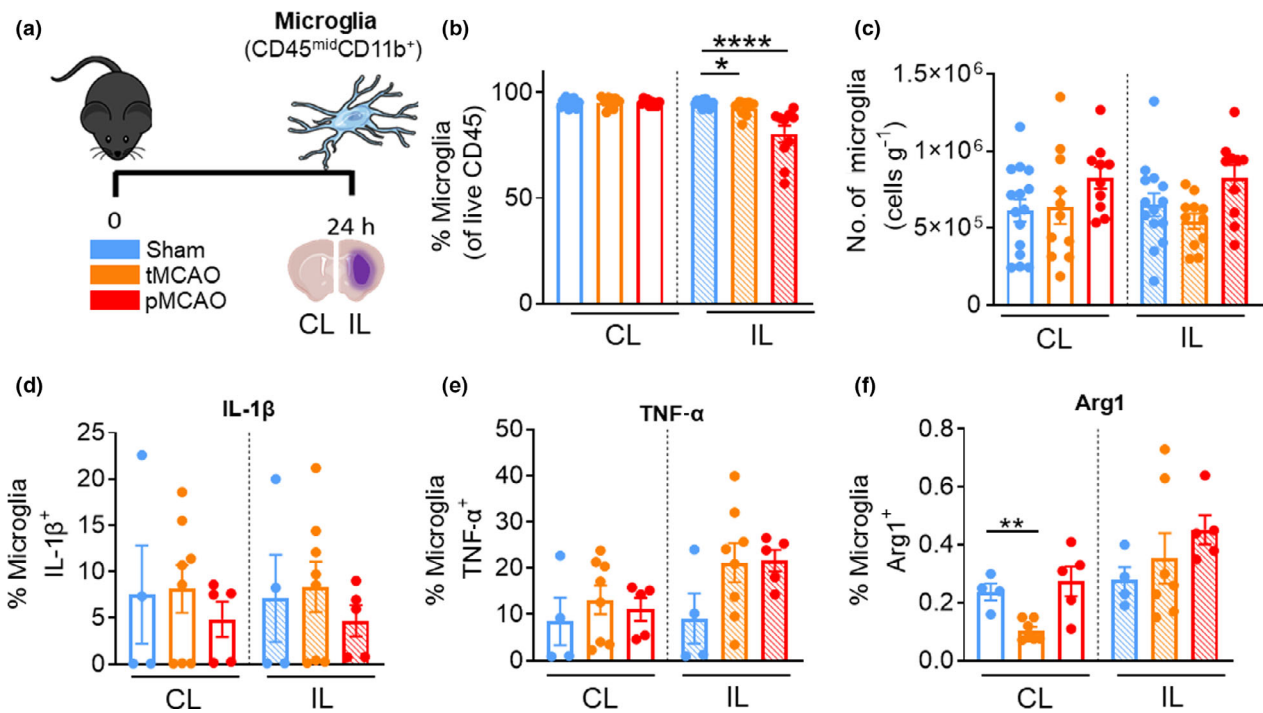 (a)
Microglia
(CD45ᵐⁱᵈCD11b⁺)
0
24 h
Sham
tMCAO
pMCAO
CL IL
(b)
% Microglia
(of live CD45)
100
50
0
****
*
CL
IL
(c)
No. of microglia
(cells g⁻¹)
1.5×10⁶
1×10⁶
5×10⁵
0
CL
IL
(d)
IL-1β
% Microglia
IL-1β⁺
25
20
15
10
5
0
CL
IL
(e)
TNF-α
% Microglia
TNF-α⁺
50
40
30
20
10
0
CL
IL
(f)
Arg1
% Microglia
Arg1⁺
0.8
0.6
0.4
0.2
0.0
**
CL
IL